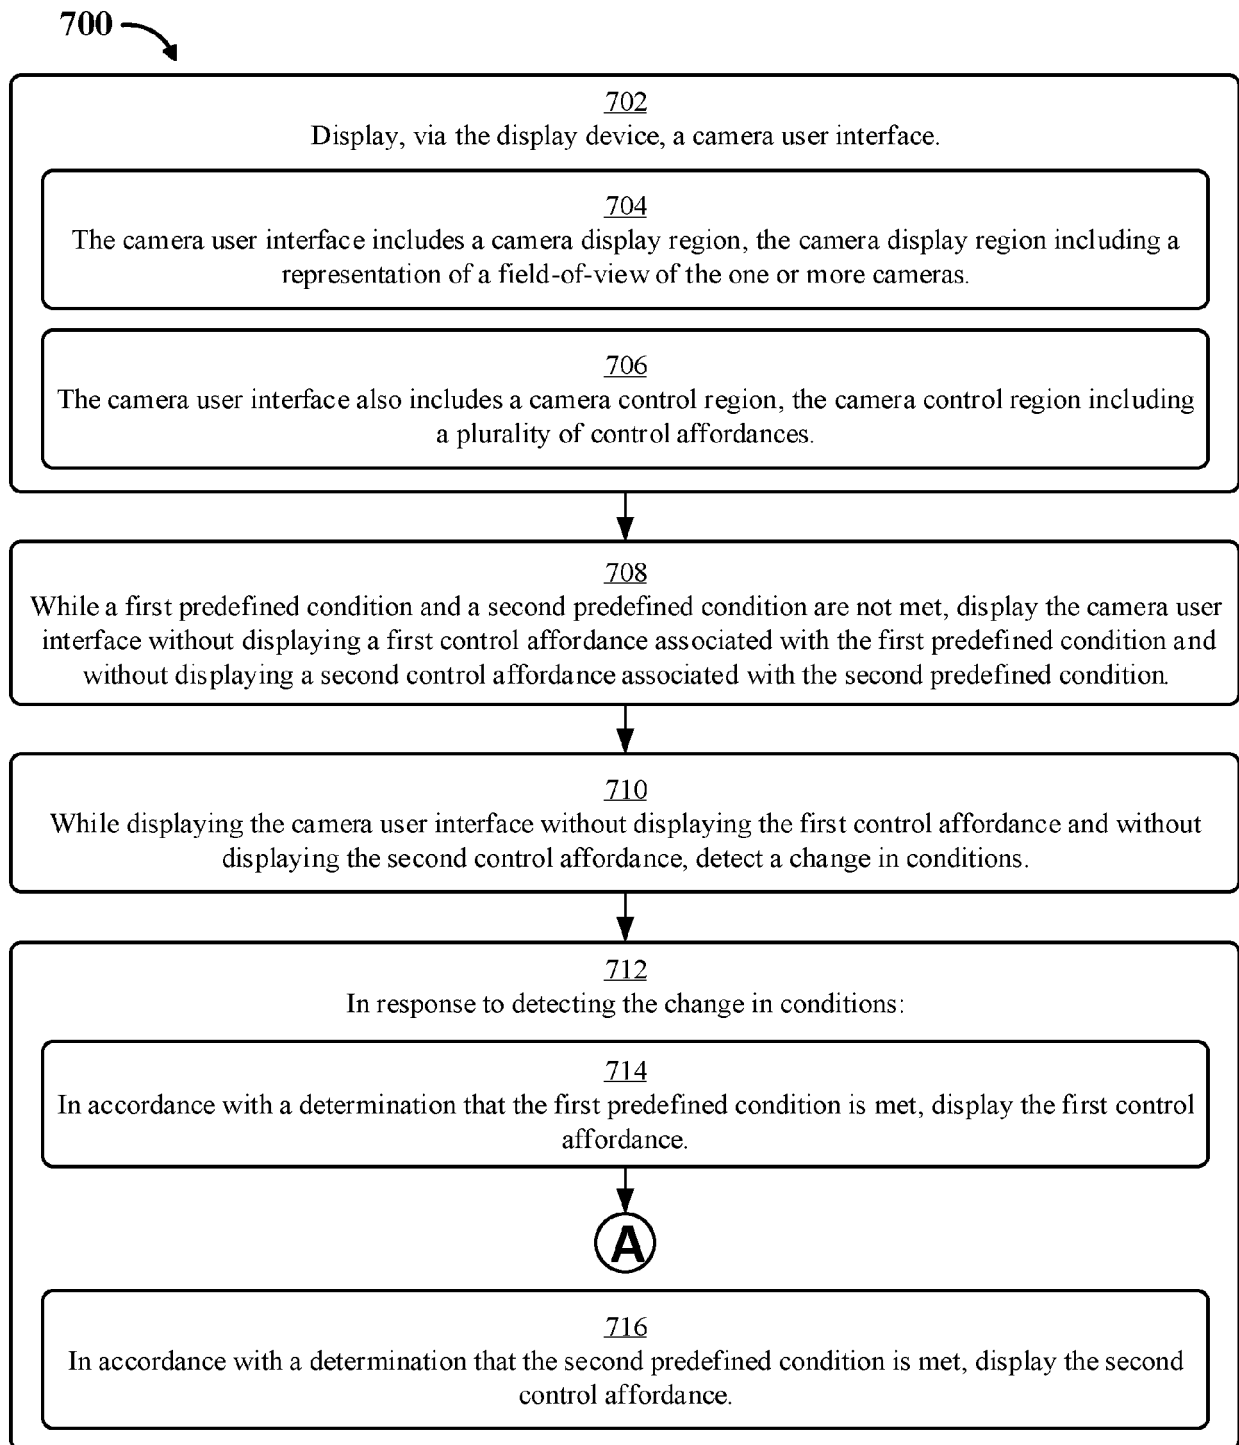 700
702
Display, via the display device, a camera user interface.
704
The camera user interface includes a camera display region, the camera display region including a
representation of a field-of-view of the one or more cameras.
706
The camera user interface also includes a camera control region, the camera control region including
a plurality of control affordances.
708
While a first predefined condition and a second predefined condition are not met, display the camera user
interface without displaying a first control affordance associated with the first predefined condition and
without displaying a second control affordance associated with the second predefined condition.
710
While displaying the camera user interface without displaying the first control affordance and without
displaying the second control affordance, detect a change in conditions.
712
In response to detecting the change in conditions:
714
In accordance with a determination that the first predefined condition is met, display the first control
affordance.
A
716
In accordance with a determination that the second predefined condition is met, display the second
control affordance.